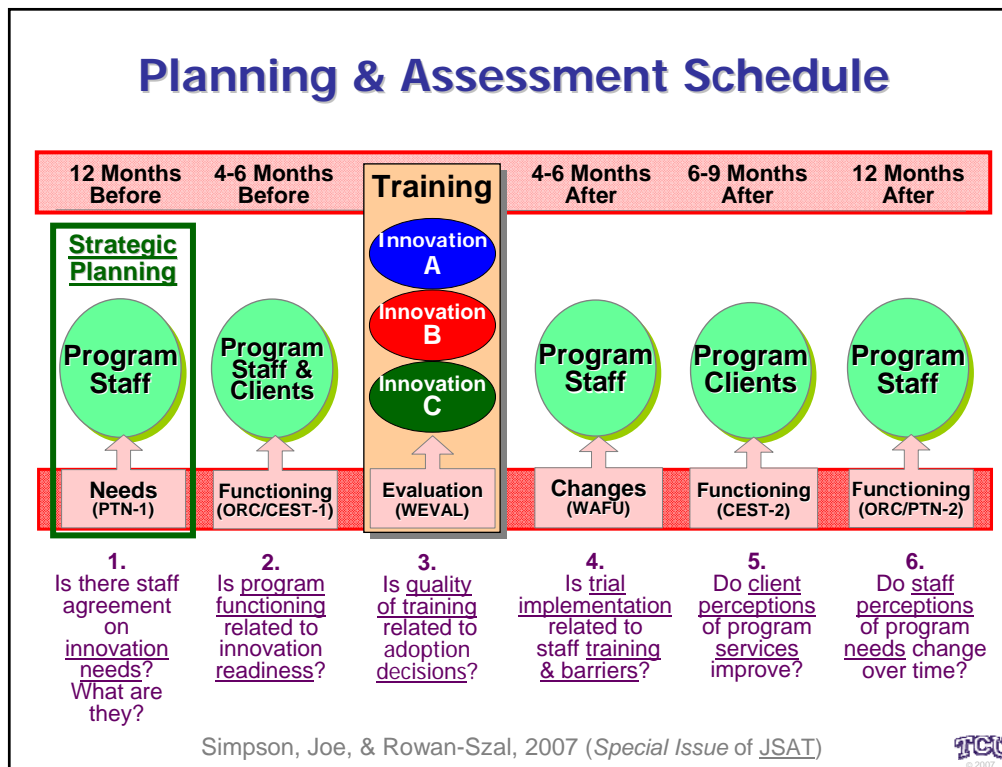 Planning & Assessment Schedule
12 Months
Before
4-6 Months
Before
Training
4-6 Months
After
6-9 Months
After
12 Months
After
Strategic
Planning
Program
Staff
Program
Staff &
Clients
Innovation
A
Innovation
B
Innovation
C
Program
Staff
Program
Clients
Program
Staff
Needs
(PTN-1)
Functioning
(ORC/CEST-1)
Evaluation
(WEVAL)
Changes
(WAFU)
Functioning
(CEST-2)
Functioning
(ORC/PTN-2)
1.
Is there staff
agreement
on
innovation
needs?
What are
they?
2.
Is program
functioning
related to
innovation
readiness?
3.
Is quality
of training
related to
adoption
decisions?
4.
Is trial
implementation
related to
staff training
& barriers?
5.
Do client
perceptions
of program
services
improve?
6.
Do staff
perceptions
of program
needs change
over time?
Simpson, Joe, & Rowan-Szal, 2007 (Special Issue of JSAT)
TCU
© 2007